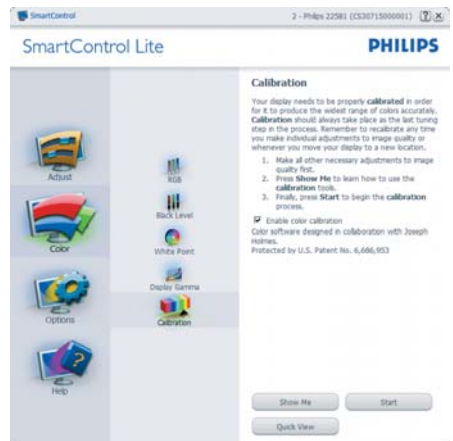 SmartControl
2 - Philips 225B1 (CS30715000001)
SmartControl Lite
PHILIPS
Adjust
Color
Options
Help
RGB
Black Level
White Point
Display Gamma
Calibration
Calibration
Your display needs to be properly calibrated in order
for it to produce the widest range of colors accurately.
Calibration should always take place as the last tuning
step in the process. Remember to recalibrate any time
you make individual adjustments to image quality or
whenever you move your display to a new location.
1. Make all other necessary adjustments to image
quality first.
2. Press Show Me to learn how to use the
calibration tools.
3. Finally, press Start to begin the calibration
process.
Enable color calibration
Color software designed in collaboration with Joseph
Holmes.
Protected by U.S. Patent No. 6,686,953
Show Me
Start
Quick View